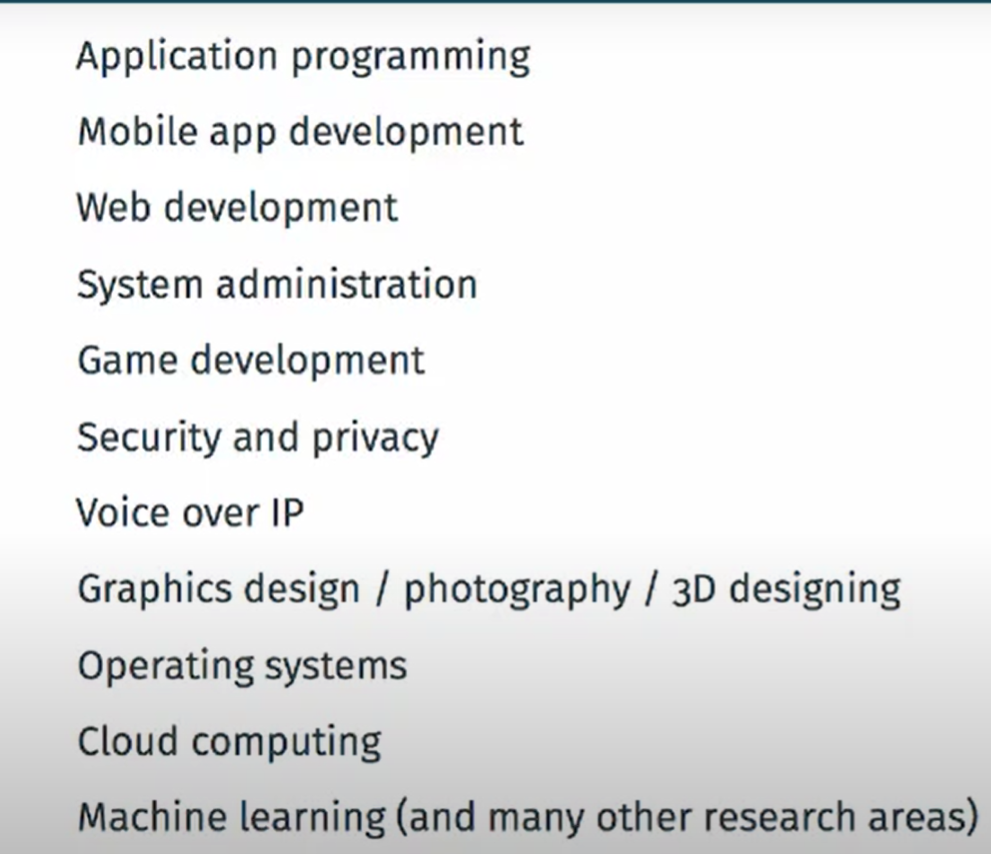 Application programming
Mobile app development
Web development
System administration
Game development
Security and privacy
Voice over IP
Graphics design / photography / 3D designing
Operating systems
Cloud computing
Machine learning (and many other research areas)